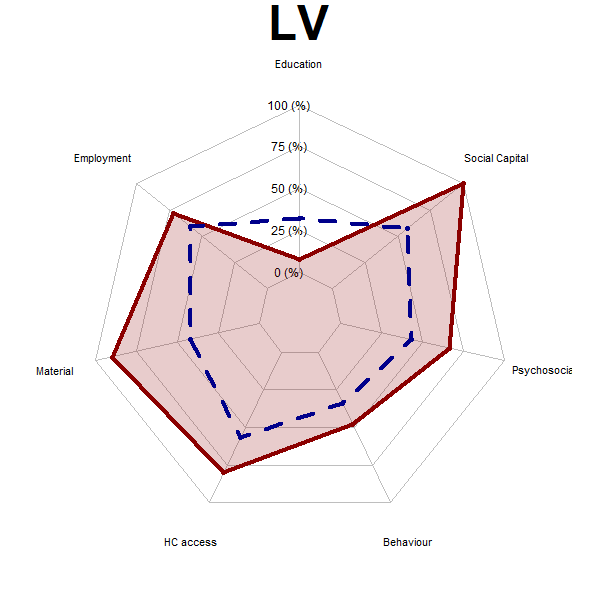 LV
Education
100 (%)
Employment
Social Capital
75 (%)
50 (%)
25 (%)
0 (%)
Material
Psychosocia
HC access
Behaviour